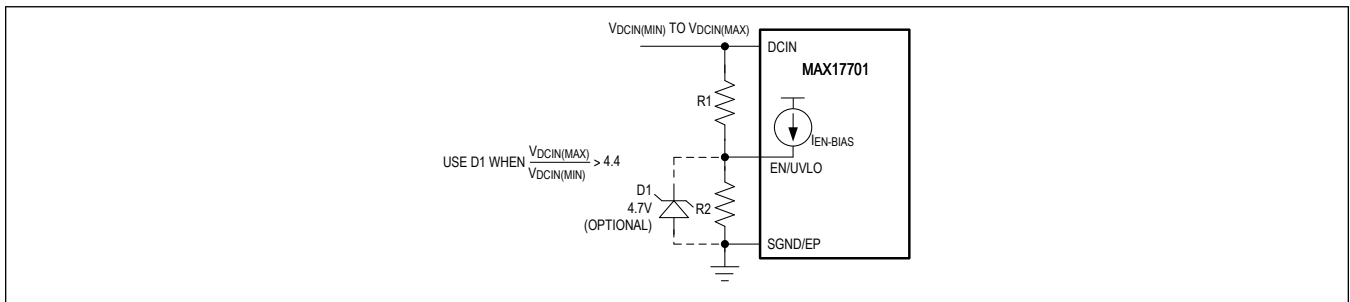 VDCIN(MIN) TO VDCIN(MAX)
DCIN
MAX17701
R1
IEN-BIAS
USE D1 WHEN VDCIN(MAX)/VDCIN(MIN) > 4.4
EN/UVLO
D1
4.7V
(OPTIONAL)
R2
SGND/EP